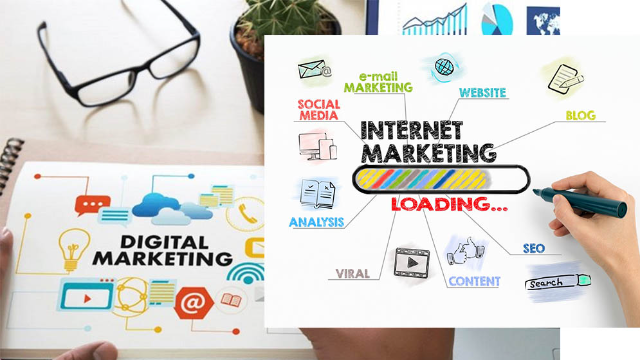 e-mail
MARKETING
WEBSITE
SOCIAL
MEDIA
BLOG
INTERNET
MARKETING
LOADING...
ANALYSIS
SEO
VIRAL
CONTENT
search
DIGITAL
MARKETING